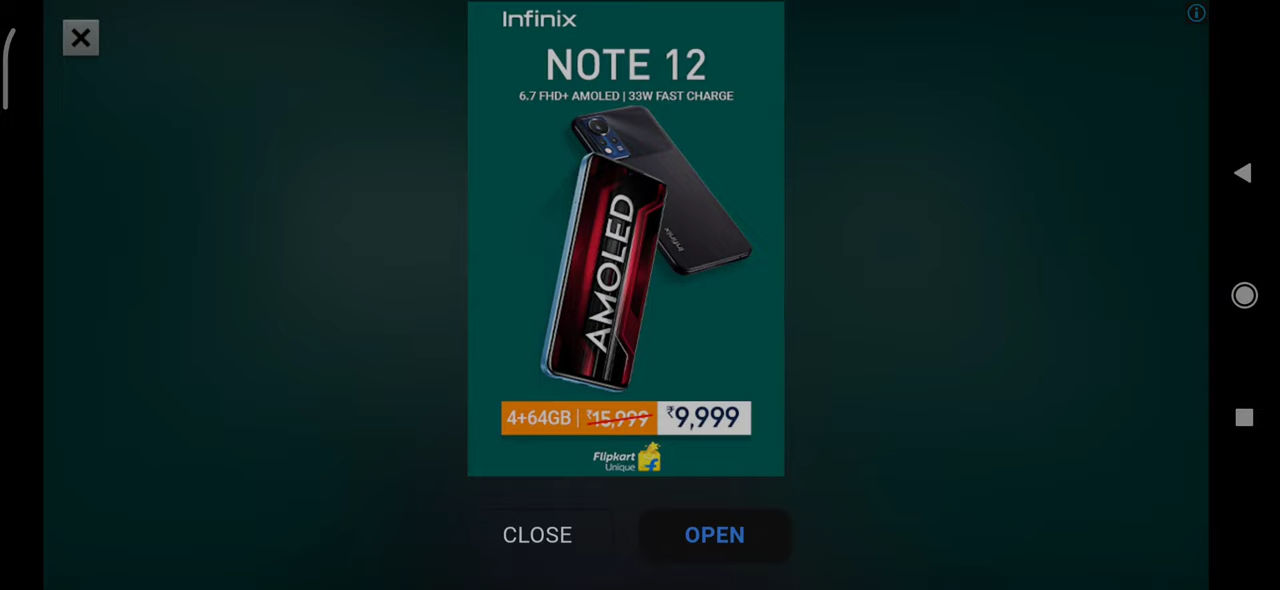 Infinix
NOTE 12
6.7 FHD+ AMOLED | 33W FAST CHARGE
Infinix
AMOLED
4+64GB | ₹15,999 ₹9,999
Flipkart
Unique
CLOSE OPEN